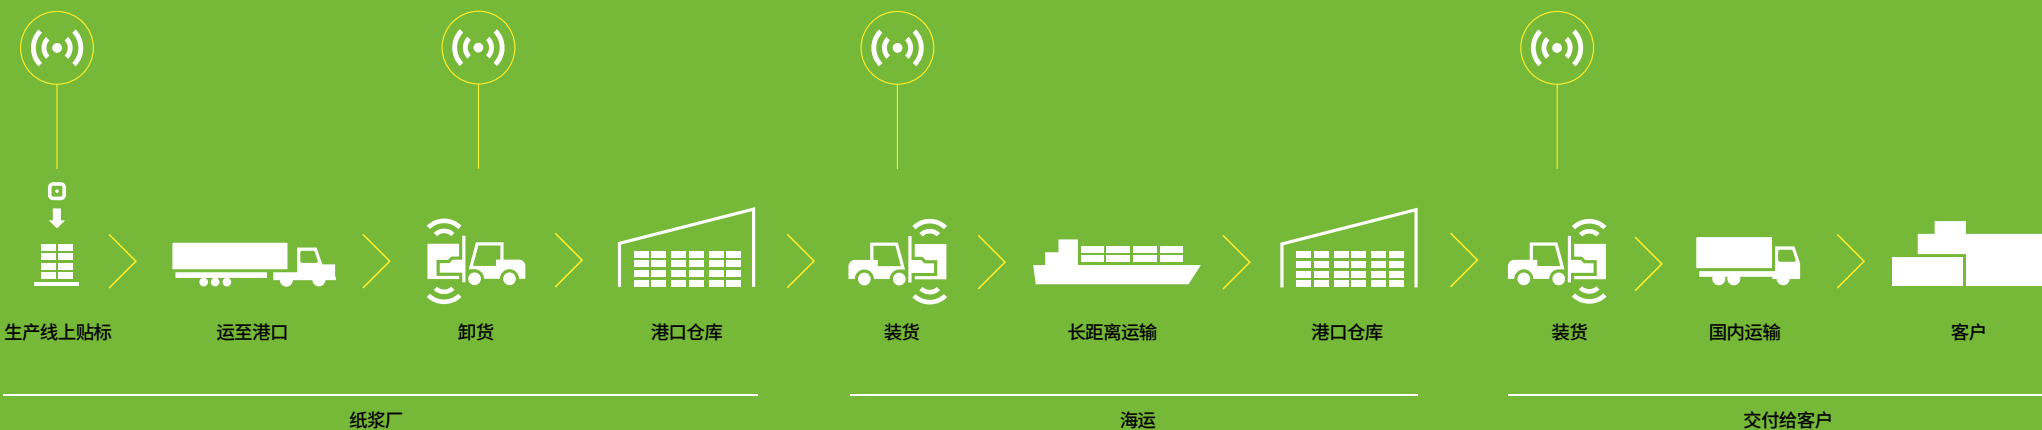 生产线上贴标
运至港口
卸货
港口仓库
装货
长距离运输
港口仓库
装货
国内运输
客户
纸浆厂
海运
交付给客户